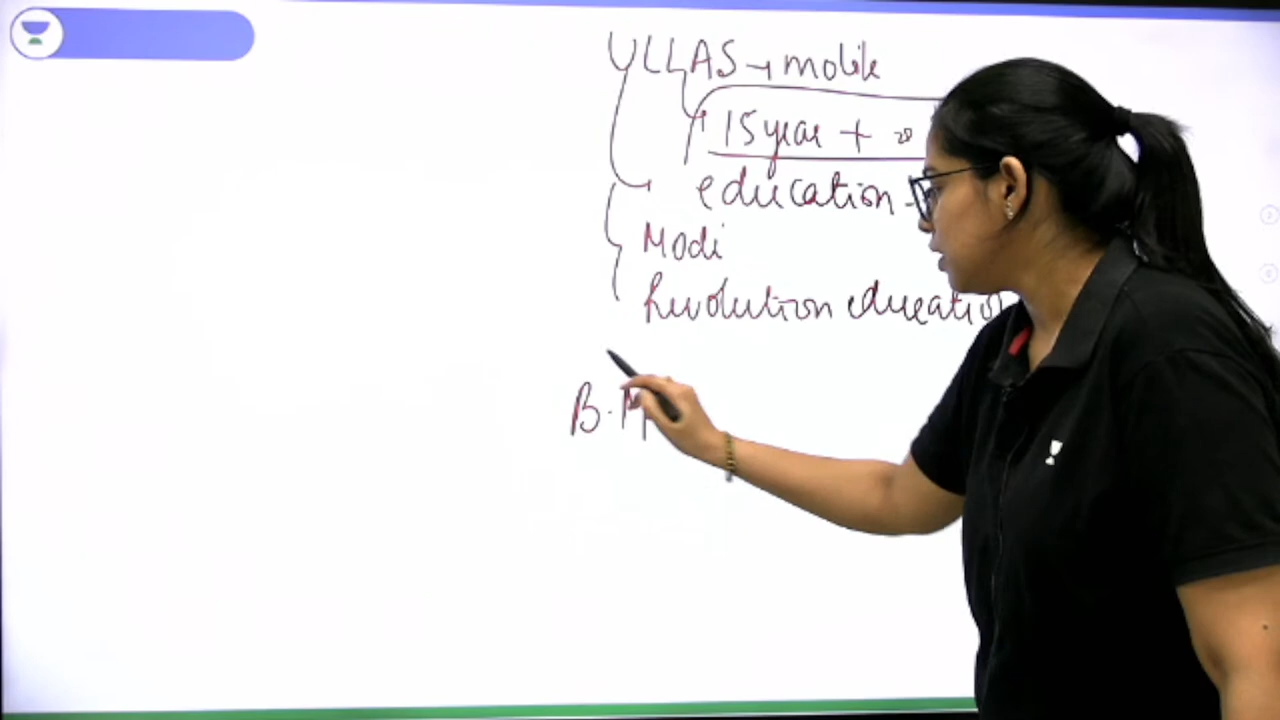 ULLAS → mobile
15 year +
education -
Modi
Revolution education
B.